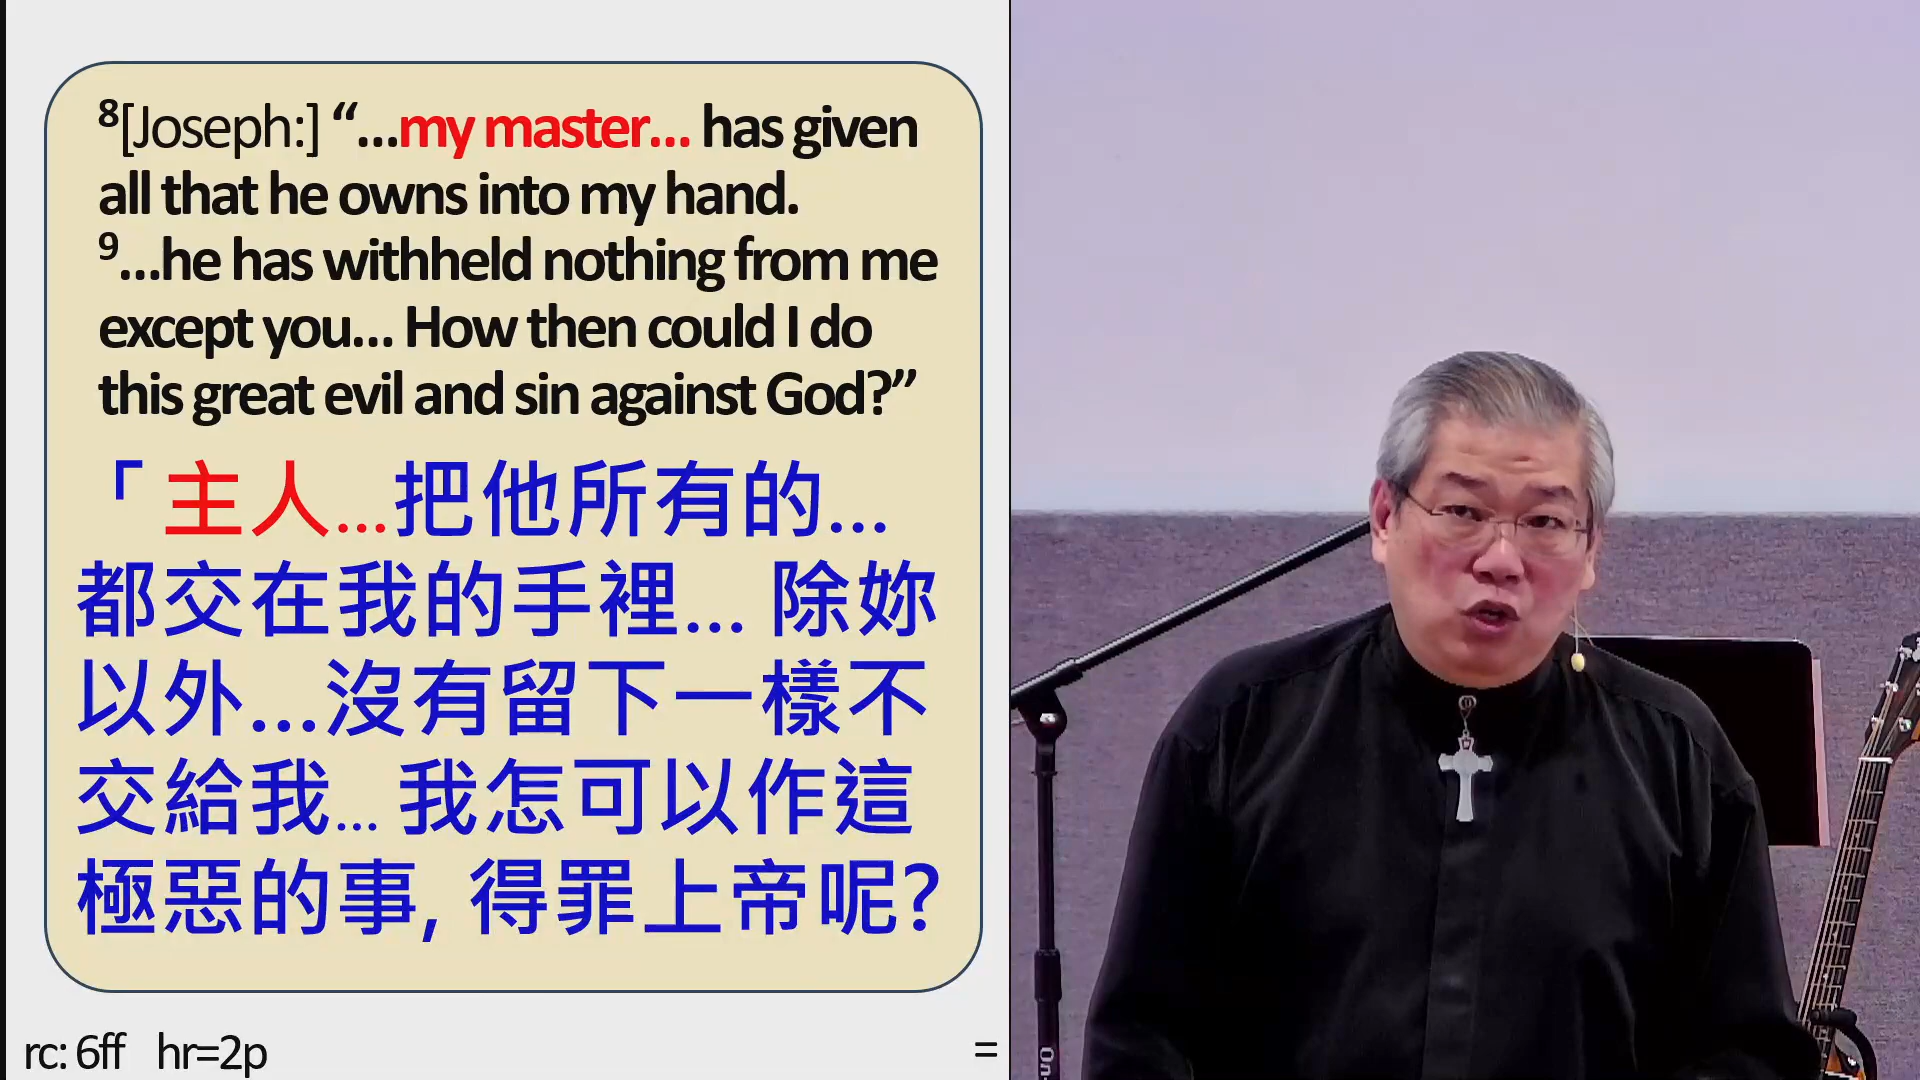 ⁸[Joseph:] “...my master... has given
all that he owns into my hand.
⁹...he has withheld nothing from me
except you... How then could I do
this great evil and sin against God?”
「主人...把他所有的...
都交在我的手裡... 除妳
以外...沒有留下一樣不
交給我... 我怎可以作這
極惡的事, 得罪上帝呢?
rc: 6ff hr=2p =